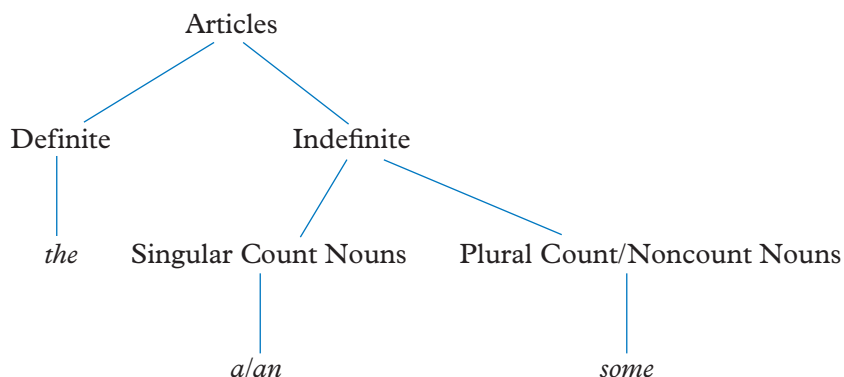 Articles
Definite Indefinite
the Singular Count Nouns Plural Count/Noncount Nouns
a/an some